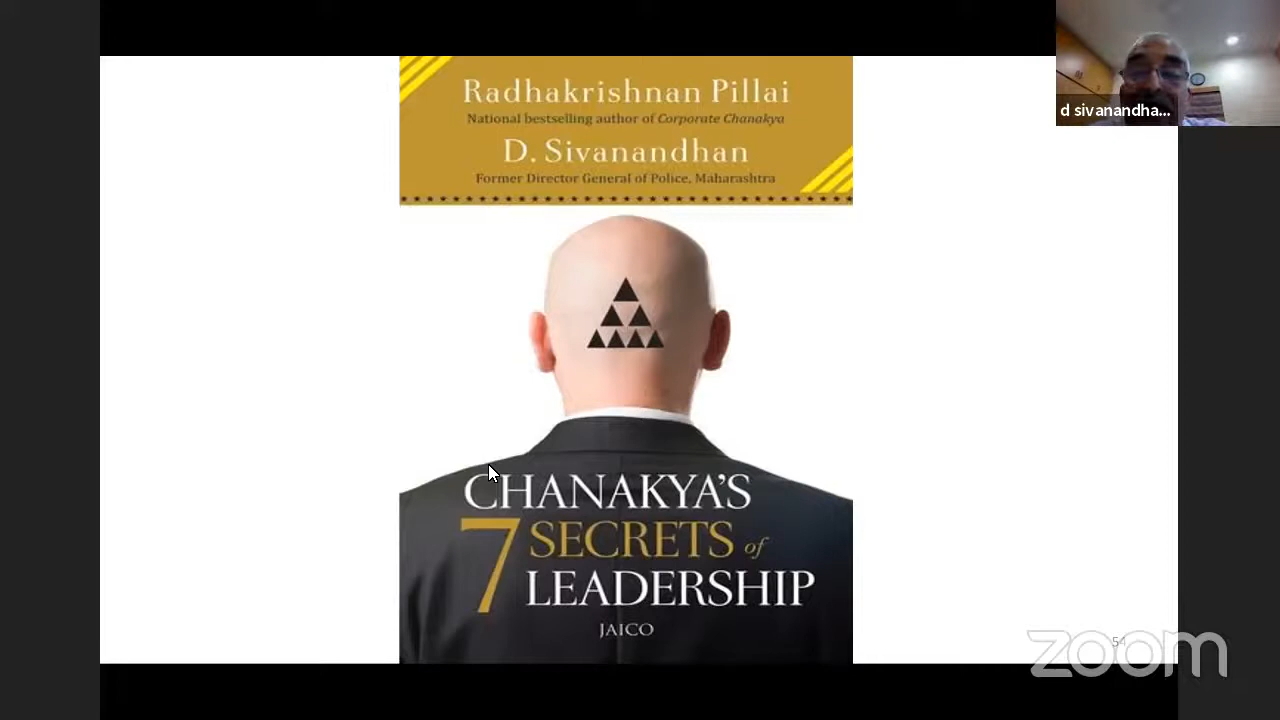 Radhakrishnan Pillai
National bestselling author of Corporate Chanakya
D. Sivanandhan
Former Director General of Police, Maharashtra
d sivanandha...
CHANAKYA'S
7 SECRETS of
LEADERSHIP
JAICO
zoom